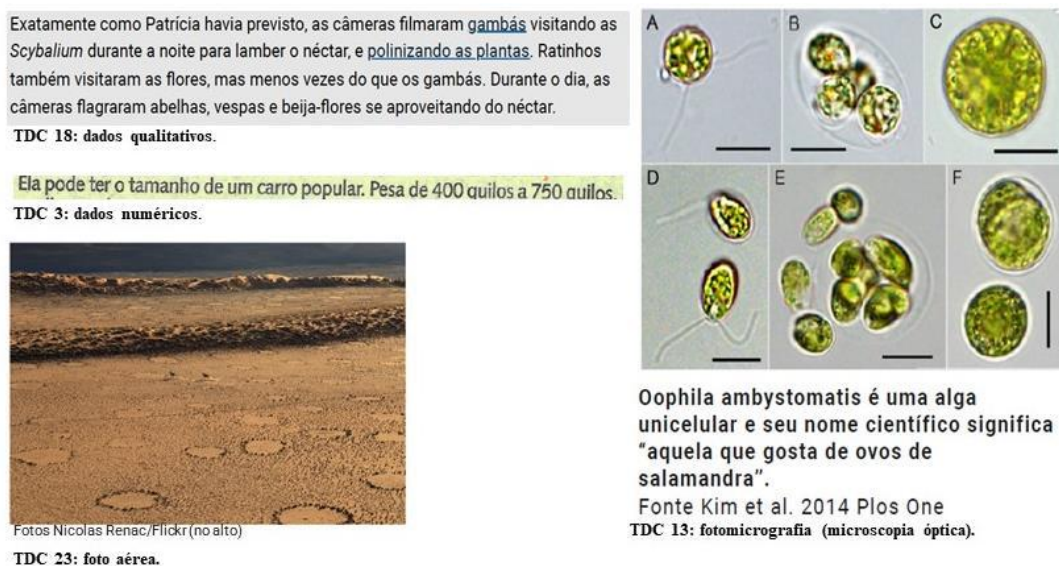 Exatamente como Patrícia havia previsto, as câmeras filmaram gambás visitando as
Scybalium durante a noite para lamber o néctar, e polinizando as plantas. Ratinhos
também visitaram as flores, mas menos vezes do que os gambás. Durante o dia, as
câmeras flagraram abelhas, vespas e beija-flores se aproveitando do néctar.
TDC 18: dados qualitativos.
Ela pode ter o tamanho de um carro popular. Pesa de 400 quilos a 750 quilos.
TDC 3: dados numéricos.
Fotos Nicolas Renac/Flickr (no alto)
TDC 23: foto aérea.
A
B
C
D
E
F
Oophila ambystomatis é uma alga
unicelular e seu nome científico significa
“aquela que gosta de ovos de
salamandra”.
Fonte Kim et al. 2014 Plos One
TDC 13: fotomicrografia (microscopia óptica).